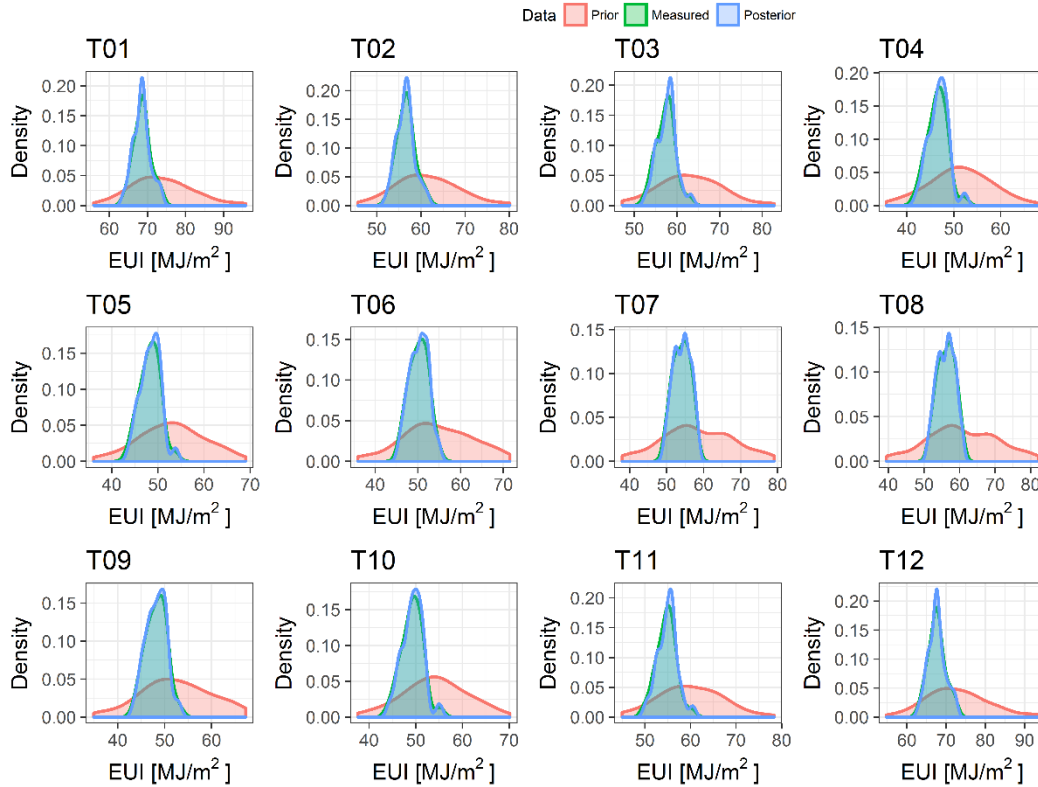 Data Prior Measured Posterior
T01 T02 T03 T04
Density 0.20 0.15 0.10 0.05 0.00 60 70 80 90 EUI [MJ/m² ]
Density 0.20 0.15 0.10 0.05 0.00 50 60 70 80 EUI [MJ/m² ]
Density 0.20 0.15 0.10 0.05 0.00 50 60 70 80 EUI [MJ/m² ]
Density 0.20 0.15 0.10 0.05 0.00 40 50 60 EUI [MJ/m² ]
T05 T06 T07 T08
Density 0.15 0.10 0.05 0.00 40 50 60 70 EUI [MJ/m² ]
Density 0.15 0.10 0.05 0.00 40 50 60 70 EUI [MJ/m² ]
Density 0.15 0.10 0.05 0.00 40 50 60 70 80 EUI [MJ/m² ]
Density 0.15 0.10 0.05 0.00 40 50 60 70 80 EUI [MJ/m² ]
T09 T10 T11 T12
Density 0.15 0.10 0.05 0.00 40 50 60 EUI [MJ/m² ]
Density 0.15 0.10 0.05 0.00 40 50 60 70 EUI [MJ/m² ]
Density 0.20 0.15 0.10 0.05 0.00 50 60 70 80 EUI [MJ/m² ]
Density 0.20 0.15 0.10 0.05 0.00 60 70 80 90 EUI [MJ/m² ]